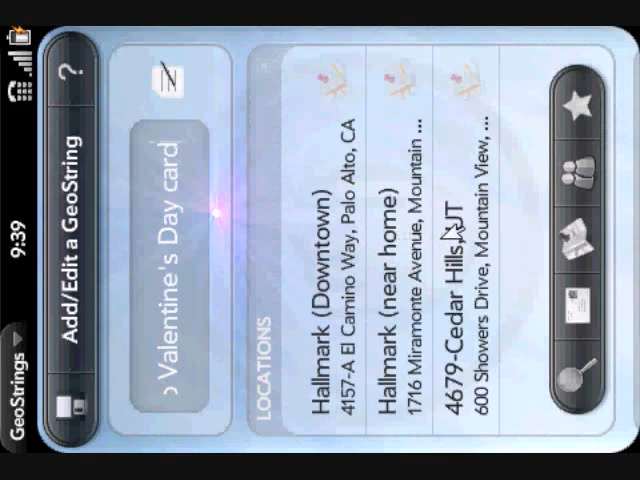 GeoStrings
9:39
Add/Edit a GeoString
?
Valentine's Day card
LOCATIONS
Hallmark (Downtown)
4157-A El Camino Way, Palo Alto, CA
Hallmark (near home)
1716 Miramonte Avenue, Mountain ...
4679-Cedar Hills,UT
600 Showers Drive, Mountain View, ...